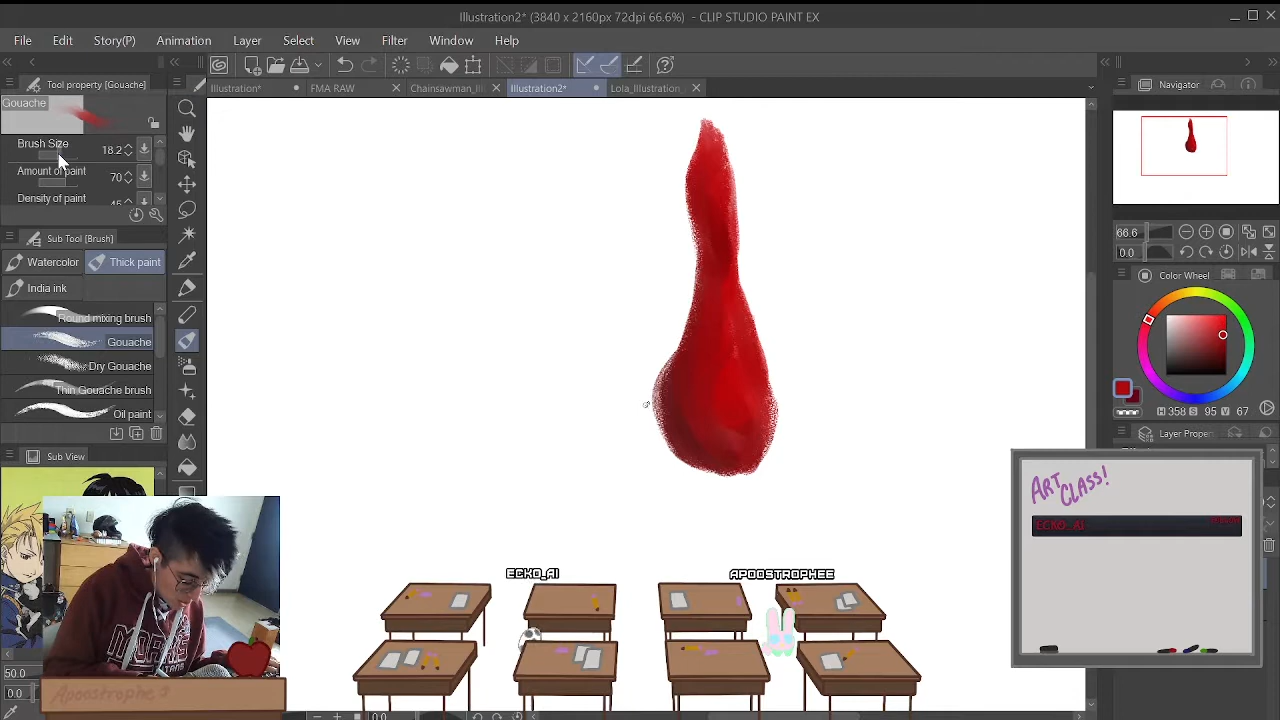 Illustration2* (3840 x 2160px 72dpi 66.6%) - CLIP STUDIO PAINT EX
File Edit Story(P) Animation Layer Select View Filter Window Help
Tool property [Gouache]
Illustration* FMA RAW Chainsawman_Ill Illustration2* Lola_Illustration
Navigator
Gouache
Brush Size 18.2
Amount of paint 70
Density of paint
66.6
0.0
Sub Tool [Brush]
Watercolor Thick paint
India ink
Color Wheel
Round mixing brush
Gouache
Dry Gouache
Thin Gouache brush
Oil paint
H 358 S 95 V 67
Layer Proper
Sub View
ART CLASS!
ECKO_AI
ECKO_AI
APOOSTROPHEE
50.0
0.0
0.0